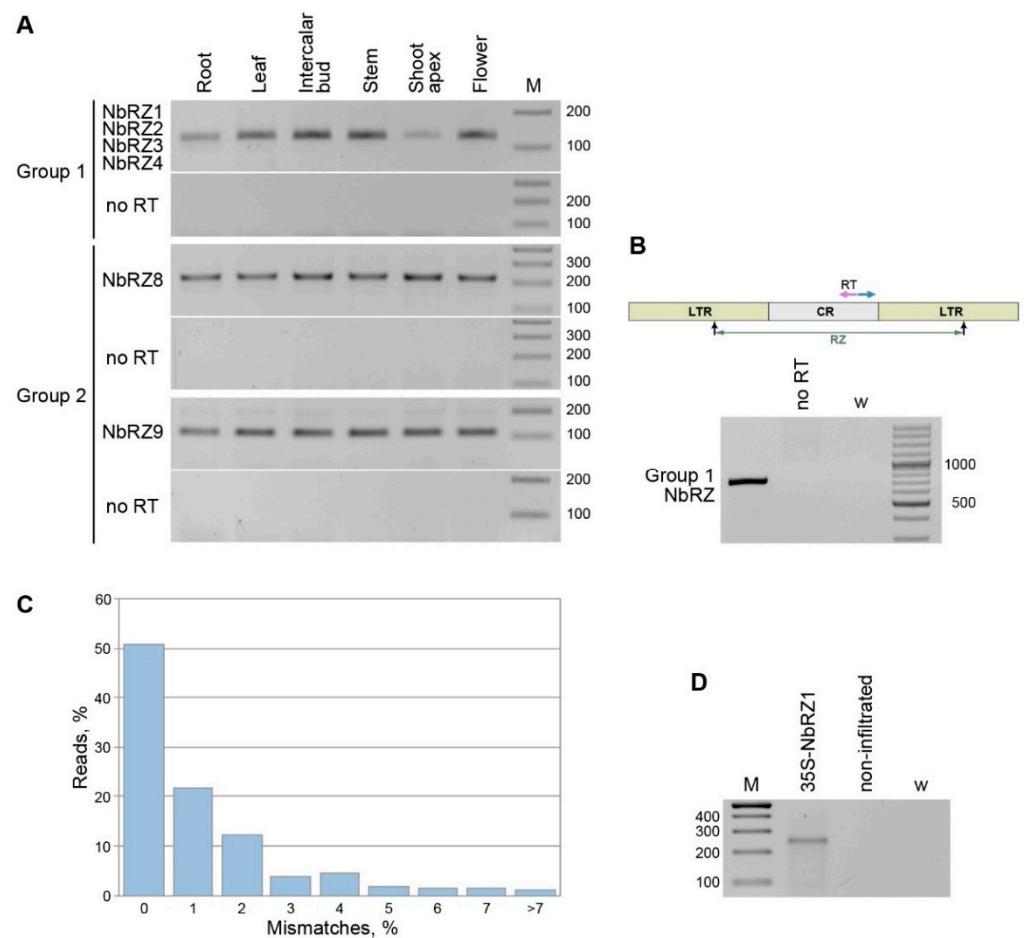 A
Root
Leaf
Intercalar
bud
Stem
Shoot
apex
Flower
M
Group 1
NbRZ1
NbRZ2
NbRZ3
NbRZ4
200
100
no RT
200
100
Group 2
NbRZ8
300
200
100
no RT
300
200
100
NbRZ9
200
100
no RT
200
100
B
RT
LTR
CR
LTR
RZ
no RT
w
Group 1
NbRZ
1000
500
C
Reads, %
60
50
40
30
20
10
0
0 1 2 3 4 5 6 7 >7
Mismatches, %
D
M
35S-NbRZ1
non-infiltrated
w
400
300
200
100